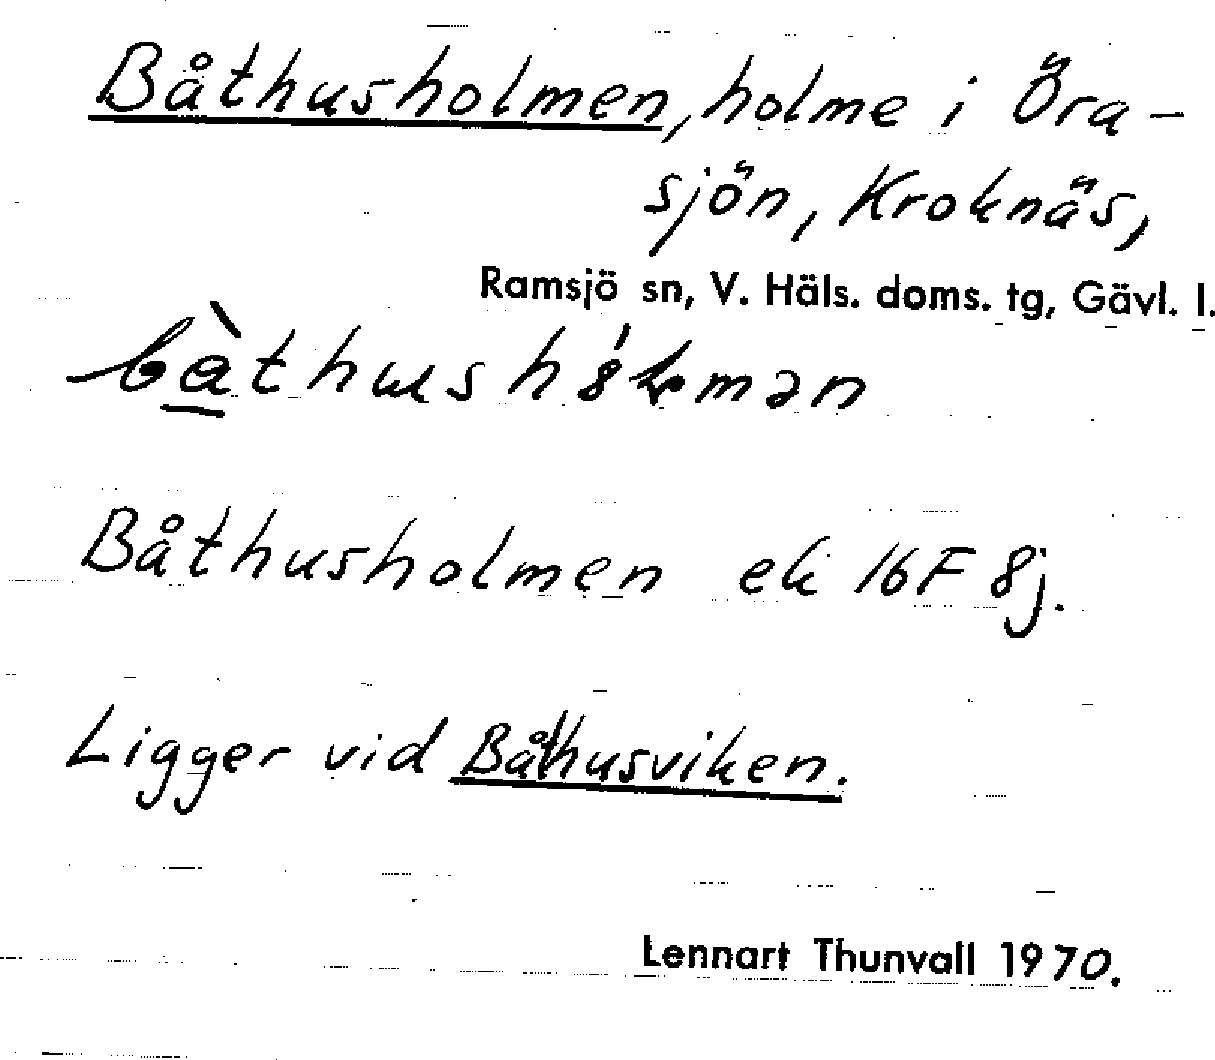 Båthusholmen, holme i Öra-
sjön, Kroknäs,
Ramsjö sn, V. Häls. doms. tg, Gävl. l.
Båthusholmen ek 16F 8j.
Ligger vid Båthusviken.
Lennart Thunvall 1970.